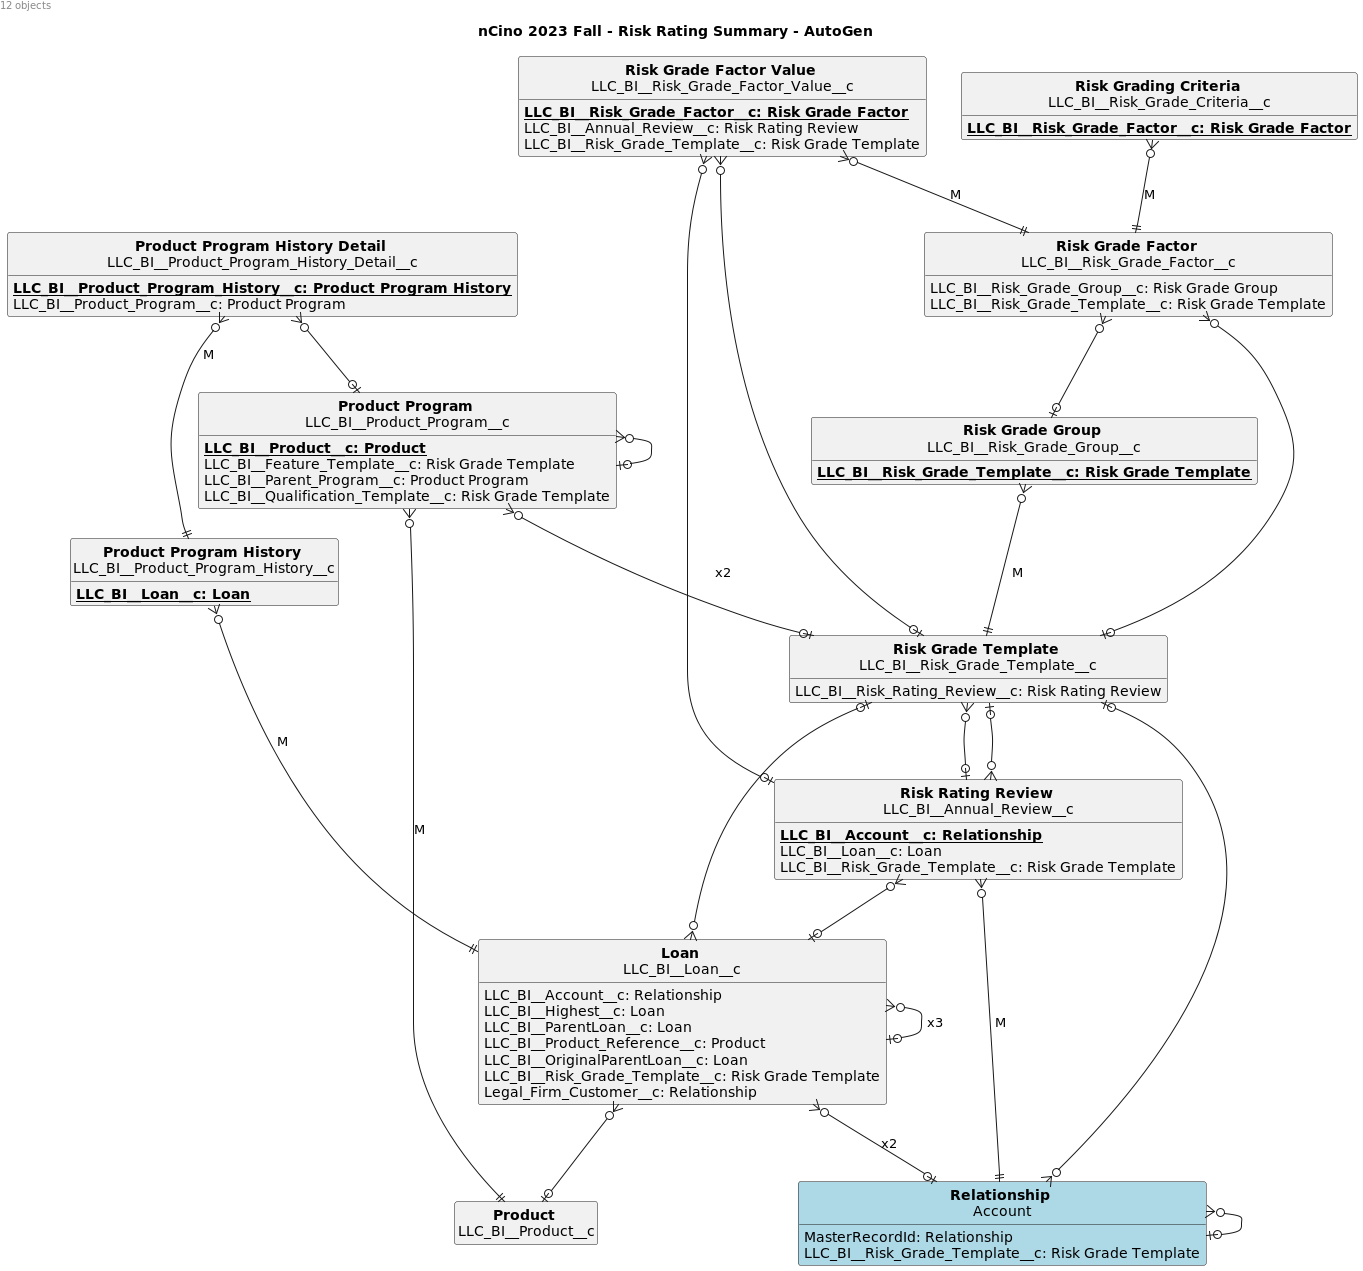 12 objects
nCino 2023 Fall - Risk Rating Summary - AutoGen
Risk Grade Factor Value
LLC_BI__Risk_Grade_Factor_Value__c
LLC_BI__Risk_Grade_Factor__c: Risk Grade Factor
LLC_BI__Annual_Review__c: Risk Rating Review
LLC_BI__Risk_Grade_Template__c: Risk Grade Template
Risk Grading Criteria
LLC_BI__Risk_Grade_Criteria__c
LLC_BI__Risk_Grade_Factor__c: Risk Grade Factor
M
M
Product Program History Detail
LLC_BI__Product_Program_History_Detail__c
LLC_BI__Product_Program_History__c: Product Program History
LLC_BI__Product_Program__c: Product Program
Risk Grade Factor
LLC_BI__Risk_Grade_Factor__c
LLC_BI__Risk_Grade_Group__c: Risk Grade Group
LLC_BI__Risk_Grade_Template__c: Risk Grade Template
M
Product Program
LLC_BI__Product_Program__c
LLC_BI__Product__c: Product
LLC_BI__Feature_Template__c: Risk Grade Template
LLC_BI__Parent_Program__c: Product Program
LLC_BI__Qualification_Template__c: Risk Grade Template
Risk Grade Group
LLC_BI__Risk_Grade_Group__c
LLC_BI__Risk_Grade_Template__c: Risk Grade Template
Product Program History
LLC_BI__Product_Program_History__c
LLC_BI__Loan__c: Loan
x2
M
Risk Grade Template
LLC_BI__Risk_Grade_Template__c
LLC_BI__Risk_Rating_Review__c: Risk Rating Review
M
Risk Rating Review
LLC_BI__Annual_Review__c
LLC_BI__Account__c: Relationship
LLC_BI__Loan__c: Loan
LLC_BI__Risk_Grade_Template__c: Risk Grade Template
M
Loan
LLC_BI__Loan__c
LLC_BI__Account__c: Relationship
LLC_BI__Highest__c: Loan
LLC_BI__ParentLoan__c: Loan
LLC_BI__Product_Reference__c: Product
LLC_BI__OriginalParentLoan__c: Loan
LLC_BI__Risk_Grade_Template__c: Risk Grade Template
Legal_Firm_Customer__c: Relationship
x3
M
x2
Product
LLC_BI__Product__c
Relationship
Account
MasterRecordId: Relationship
LLC_BI__Risk_Grade_Template__c: Risk Grade Template